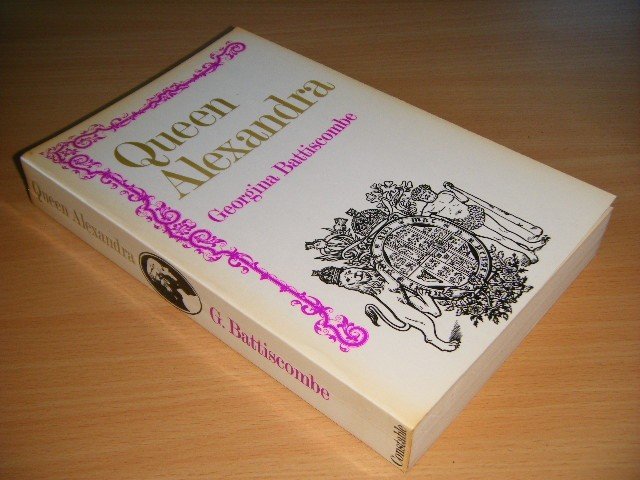 Queen
Alexandra
Georgina Battiscombe
Queen Alexandra
G. Battiscombe
Constable